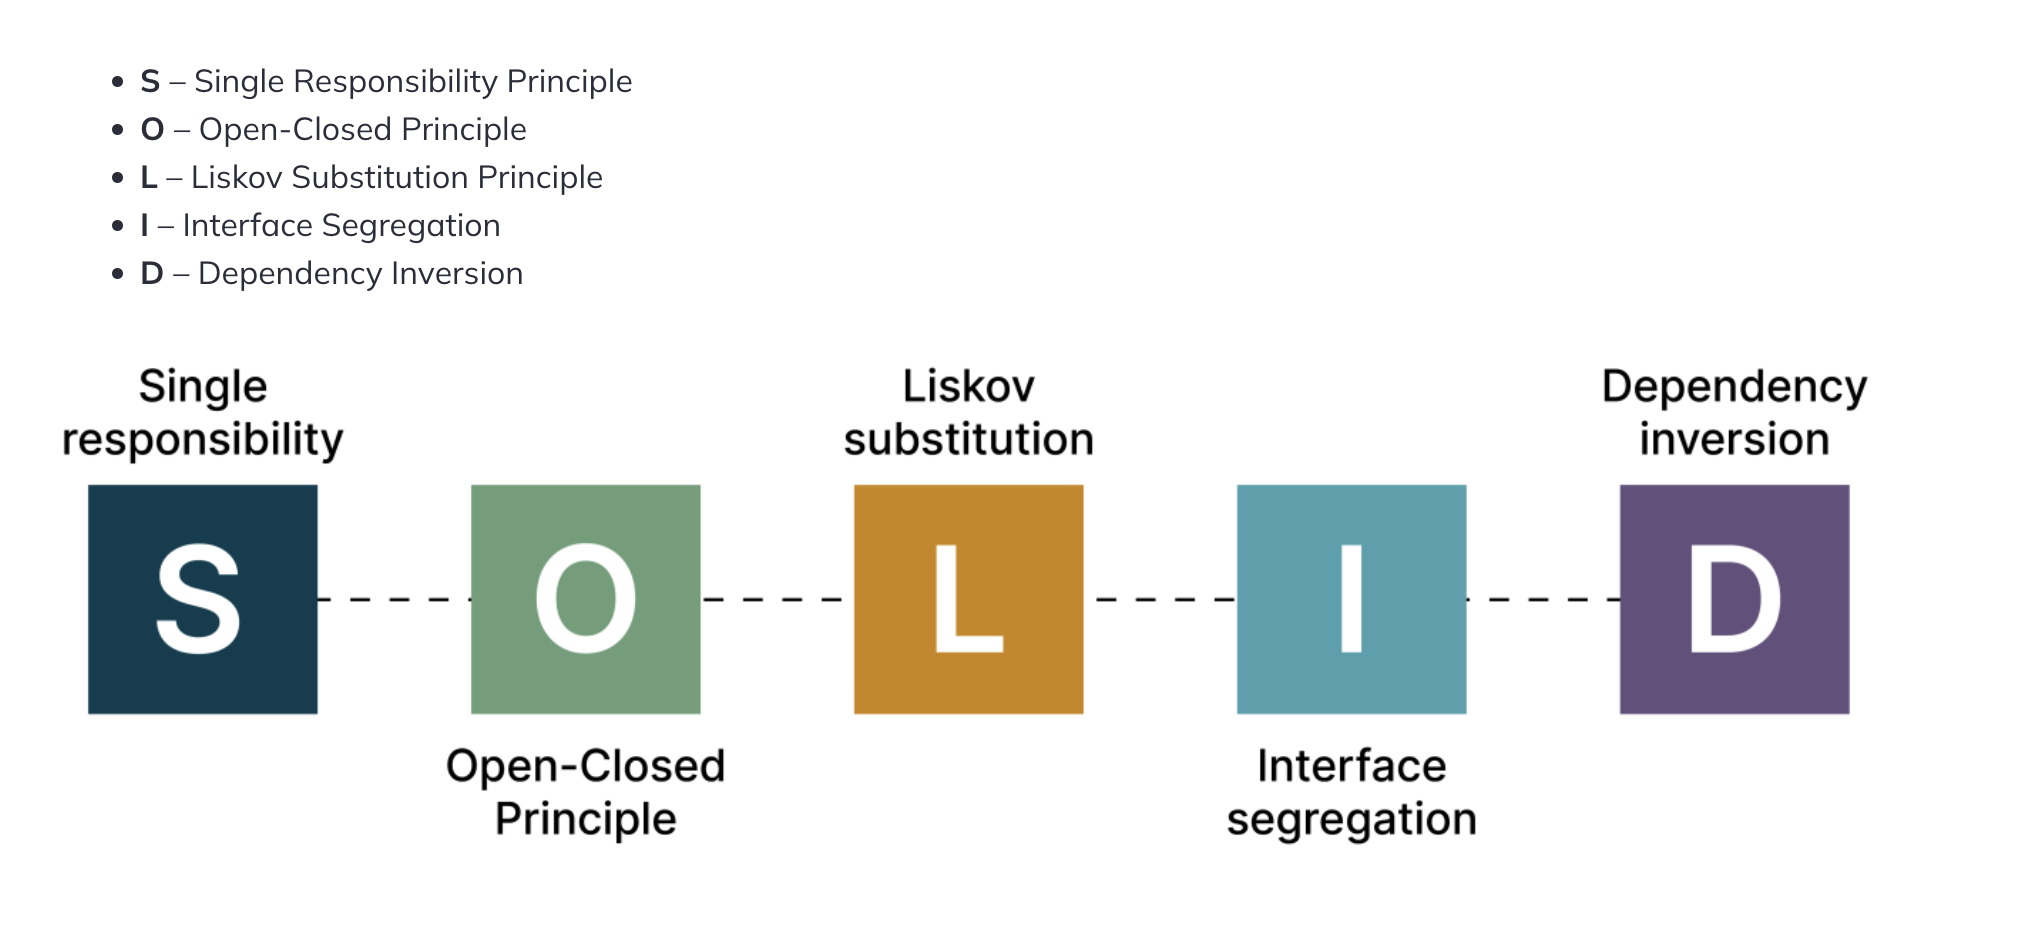 • S – Single Responsibility Principle
• O – Open-Closed Principle
• L – Liskov Substitution Principle
• I – Interface Segregation
• D – Dependency Inversion
Single
responsibility
Liskov
substitution
Dependency
inversion
S
O
L
I
D
Open-Closed
Principle
Interface
segregation